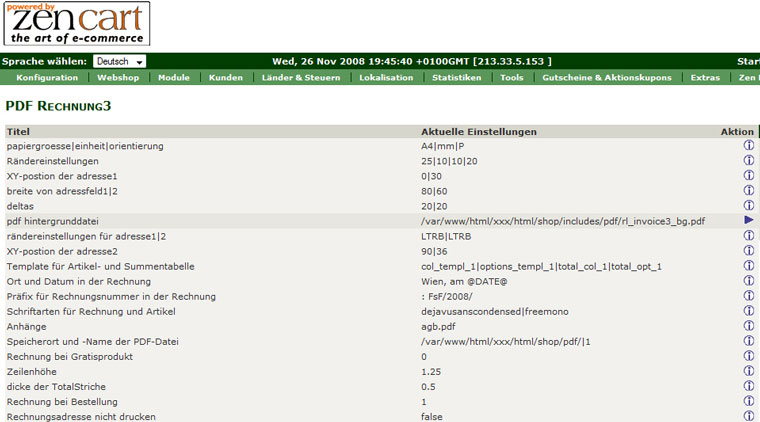 powered by
zencart
the art of e-commerce
Sprache wählen: Deutsch Wed, 26 Nov 2008 19:45:40 +0100GMT [213.33.5.153 ] Start
Konfiguration Webshop Module Kunden Länder & Steuern Lokalisation Statistiken Tools Gutscheine & Aktionskupons Extras Zen
PDF RECHNUNG3
Titel Aktuelle Einstellungen Aktion
papiergroesse|einheit|orientierung A4|mm|P
Rändereinstellungen 25|10|10|20
XY-postion der adresse1 0|30
breite von adressfeld1|2 80|60
deltas 20|20
pdf hintergrunddatei /var/www/html/xxx/html/shop/includes/pdf/rl_invoice3_bg.pdf
rändereinstellungen für adresse1|2 LTRB|LTRB
XY-postion der adresse2 90|36
Template für Artikel- und Summentabelle col_templ_1|options_templ_1|total_col_1|total_opt_1
Ort und Datum in der Rechnung Wien, am @DATE@
Präfix für Rechnungsnummer in der Rechnung : FsF/2008/
Schriftarten für Rechnung und Artikel dejavusanscondensed|freemono
Anhänge agb.pdf
Speicherort und -Name der PDF-Datei /var/www/html/xxx/html/shop/pdf/|1
Rechnung bei Gratisprodukt 0
Zeilenhöhe 1.25
dicke der TotalStriche 0.5
Rechnung bei Bestellung 1
Rechnungsadresse nicht drucken false